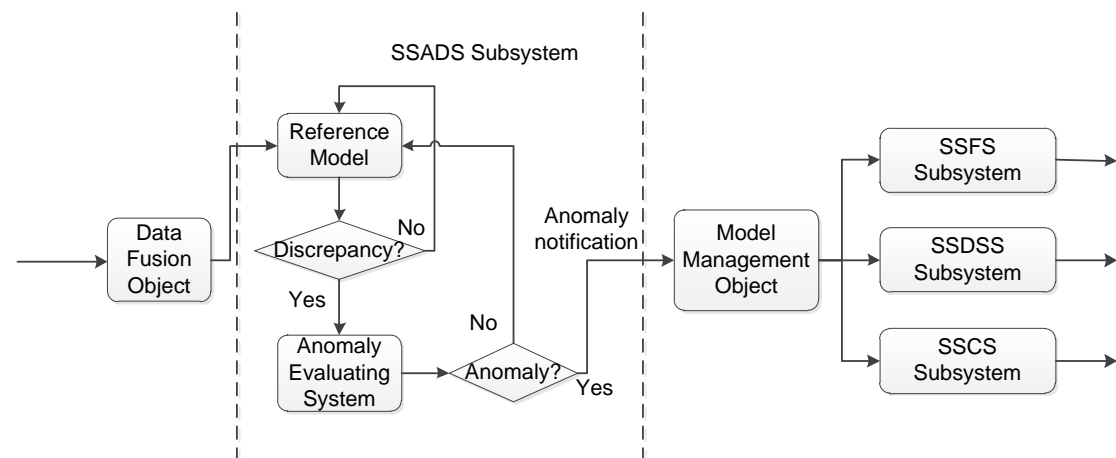 SSADS Subsystem
Data
Fusion
Object
Reference
Model
Discrepancy?
No
Yes
Anomaly
Evaluating
System
No
Anomaly?
Yes
Anomaly
notification
Model
Management
Object
SSFS
Subsystem
SSDSS
Subsystem
SSCS
Subsystem